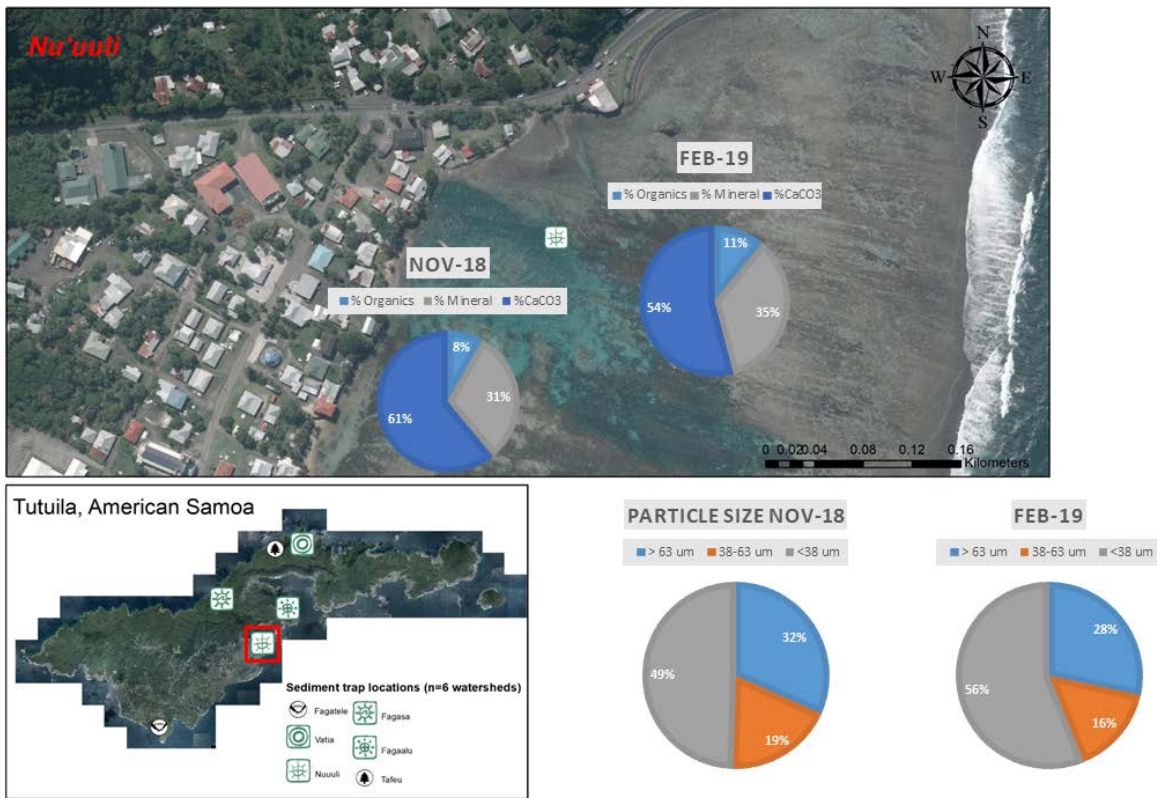 Nu'uuli
N
W E
S
FEB-19
% Organics % Mineral %CaCO3
11%
54%
35%
NOV-18
% Organics % Mineral %CaCO3
8%
31%
61%
0 0.020.04 0.08 0.12 0.16
Kilometers
Tutuila, American Samoa
Sediment trap locations (n=6 watersheds)
Fagatele Fagasa
Vatia Fagaalu
Nuuuli Tafeu
PARTICLE SIZE NOV-18
> 63 um 38-63 um <38 um
32%
49%
19%
FEB-19
> 63 um 38-63 um <38 um
28%
56%
16%